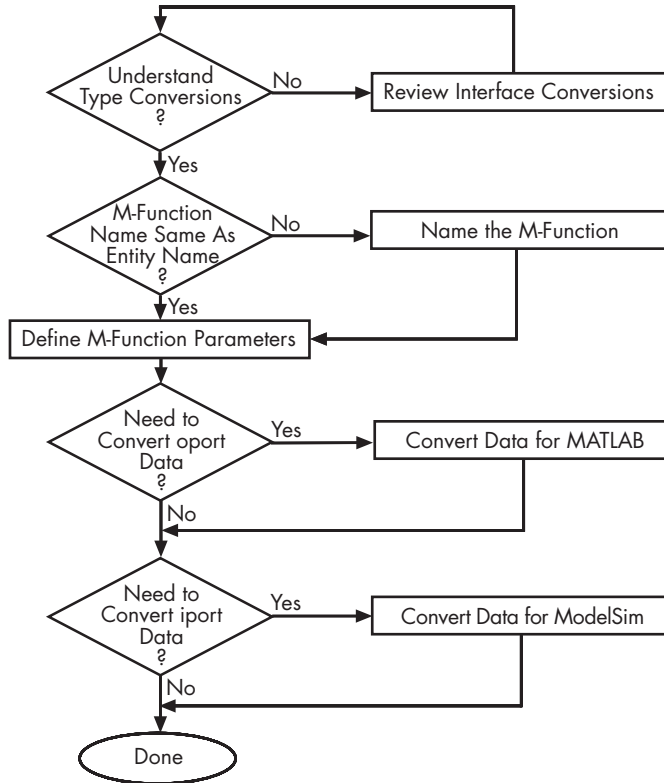 Understand
Type Conversions
?
No
Review Interface Conversions
Yes
M-Function
Name Same As
Entity Name
?
No
Name the M-Function
Yes
Define M-Function Parameters
Need to
Convert oport
Data
?
Yes
Convert Data for MATLAB
No
Need to
Convert iport
Data
?
Yes
Convert Data for ModelSim
No
Done